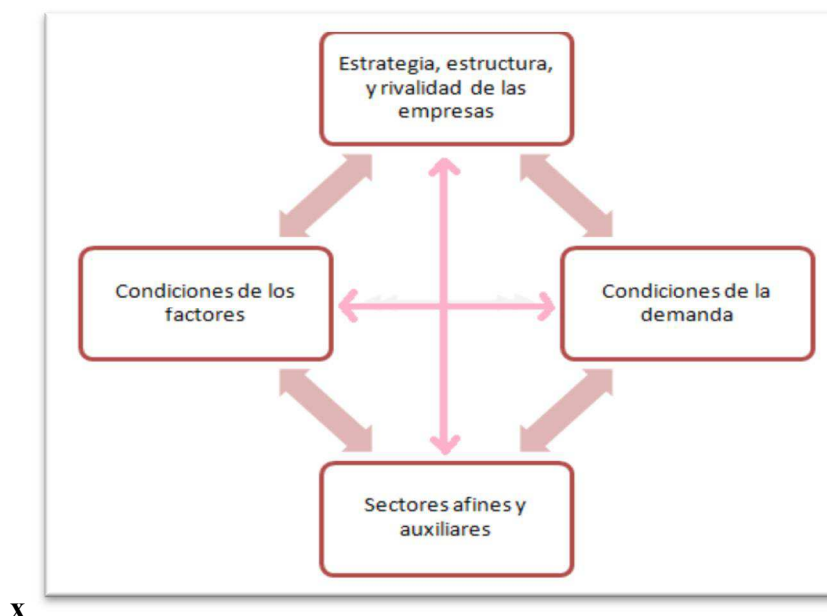 Estrategia, estructura,
y rivalidad de las
empresas
Condiciones de los
factores
Condiciones de la
demanda
Sectores afines y
auxiliares
x